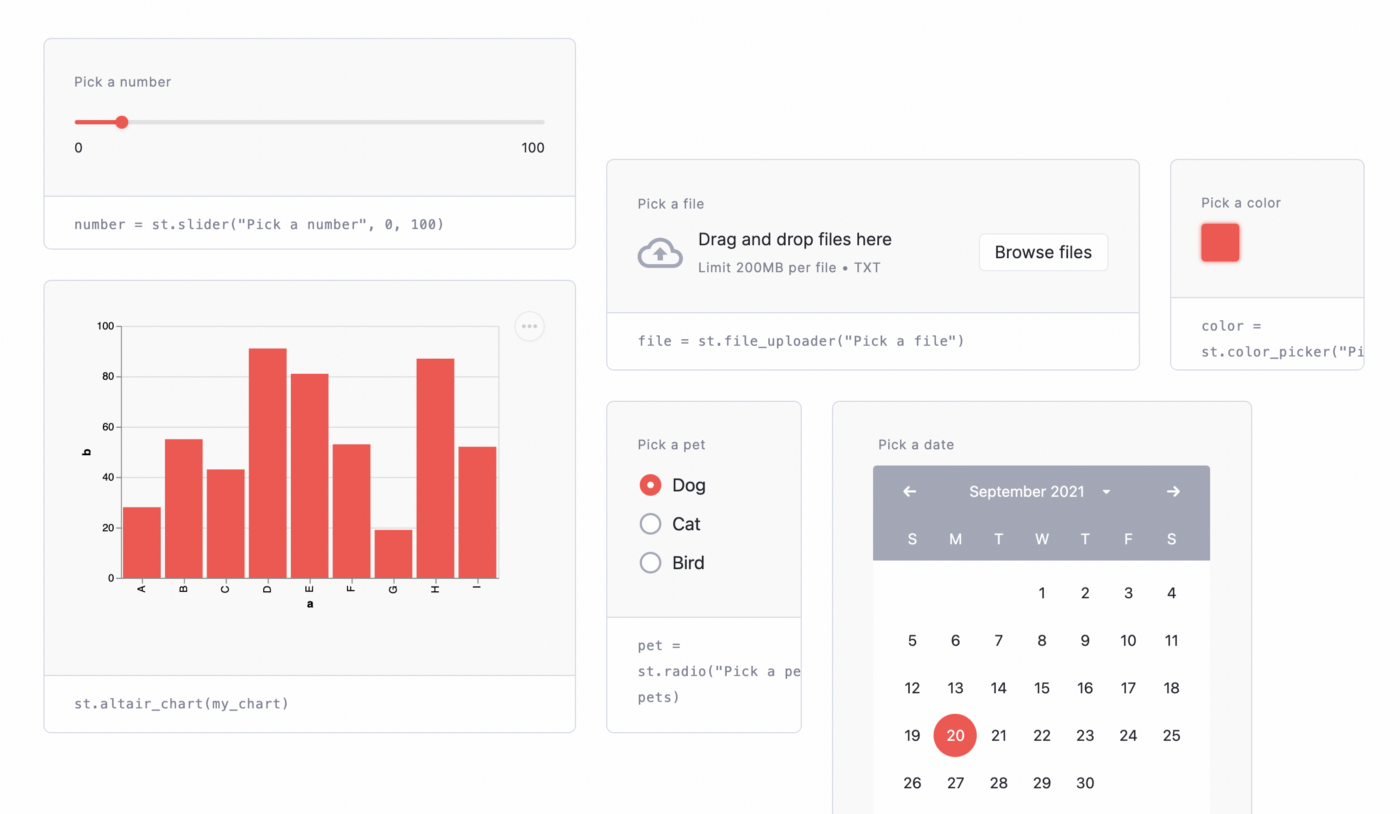 Pick a number
0 100
number = st.slider("Pick a number", 0, 100)
100
80
60
40
20
0
b
A B C D E F G H I
a
st.altair_chart(my_chart)
Pick a file
Drag and drop files here
Limit 200MB per file • TXT
Browse files
file = st.file_uploader("Pick a file")
Pick a color
color =
st.color_picker("Pi
Pick a pet
Dog
Cat
Bird
pet =
st.radio("Pick a pe
pets)
Pick a date
September 2021
S M T W T F S
1 2 3 4
5 6 7 8 9 10 11
12 13 14 15 16 17 18
19 20 21 22 23 24 25
26 27 28 29 30